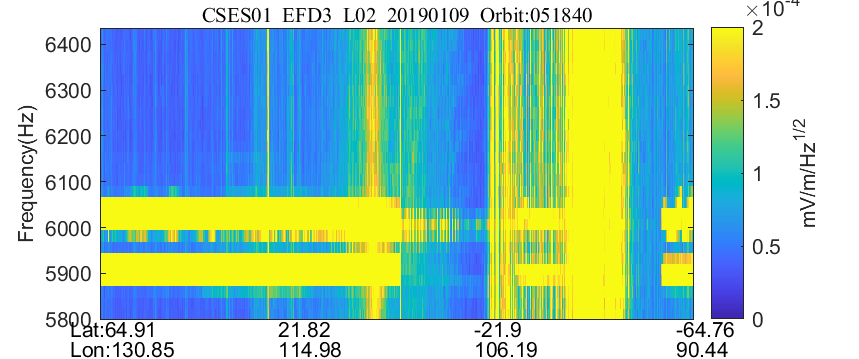 CSES01 EFD3 L02 20190109 Orbit:051840
×10⁻⁴
Frequency(Hz)
6400
6300
6200
6100
6000
5900
5800
2
1.5
1
0.5
0
mV/m/Hz^1/2
Lat:64.91 21.82 -21.9 -64.76
Lon:130.85 114.98 106.19 90.44